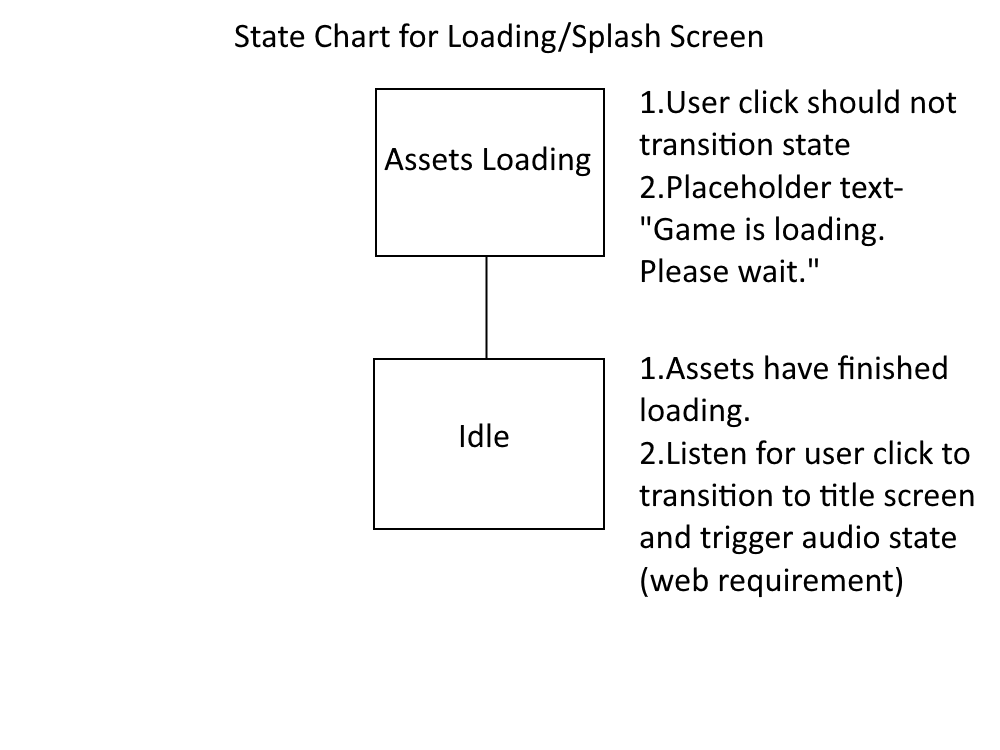 State Chart for Loading/Splash Screen
Assets Loading
1.User click should not
transition state
2.Placeholder text-
"Game is loading.
Please wait."
Idle
1.Assets have finished
loading.
2.Listen for user click to
transition to title screen
and trigger audio state
(web requirement)